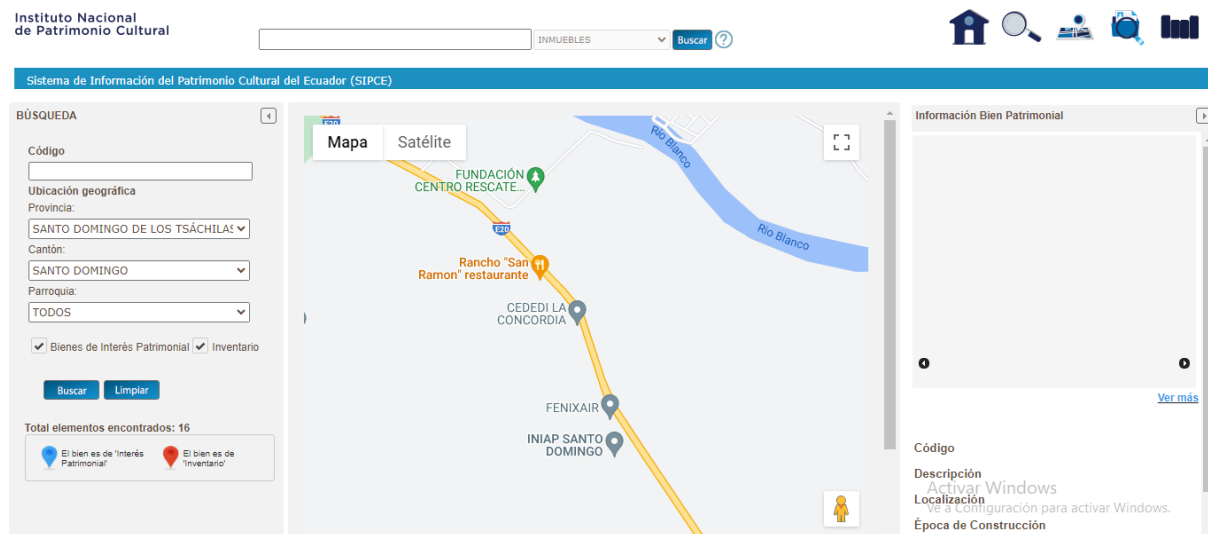 Instituto Nacional
de Patrimonio Cultural
INMUEBLES
Buscar
?
Sistema de Información del Patrimonio Cultural del Ecuador (SIPCE)
BÚSQUEDA
Código
Ubicación geográfica
Provincia:
SANTO DOMINGO DE LOS TSÁCHILAS
Cantón:
SANTO DOMINGO
Parroquia:
TODOS
Bienes de Interés Patrimonial
Inventario
Buscar
Limpiar
Total elementos encontrados: 16
El bien es de 'Interés
Patrimonial'
El bien es de
'Inventario'
E20
Mapa
Satélite
Río Blanco
FUNDACIÓN
CENTRO RESCATE...
E20
Río Blanco
Rancho "San
Ramon" restaurante
CEDEDI LA
CONCORDIA
FENIXAIR
INIAP SANTO
DOMINGO
Información Bien Patrimonial
Ver más
Código
Descripción
Activar Windows
Localización
Ve a Configuración para activar Windows.
Época de Construcción